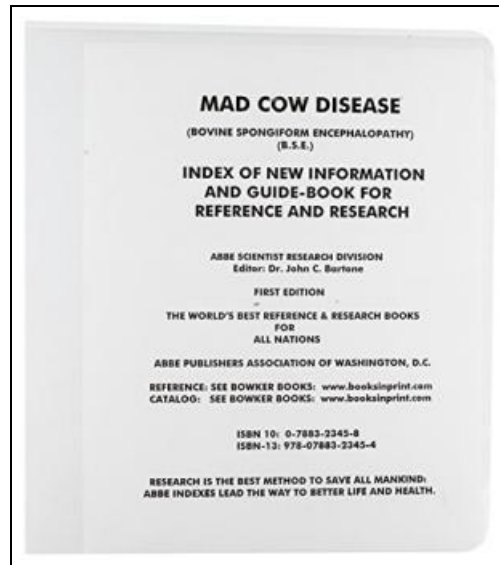 MAD COW DISEASE
(BOVINE SPONGIFORM ENCEPHALOPATHY)
(B.S.E.)
INDEX OF NEW INFORMATION
AND GUIDE-BOOK FOR
REFERENCE AND RESEARCH
ABBE SCIENTIST RESEARCH DIVISION
Editor: Dr. John C. Bartone
FIRST EDITION
THE WORLD'S BEST REFERENCE & RESEARCH BOOKS
FOR
ALL NATIONS
ABBE PUBLISHERS ASSOCIATION OF WASHINGTON, D.C.
REFERENCE: SEE BOWKER BOOKS: www.booksinprint.com
CATALOG: SEE BOWKER BOOKS: www.booksinprint.com
ISBN 10: 0-7883-2345-8
ISBN-13: 978-07883-2345-4
RESEARCH IS THE BEST METHOD TO SAVE ALL MANKIND:
ABBE INDEXES LEAD THE WAY TO BETTER LIFE AND HEALTH.